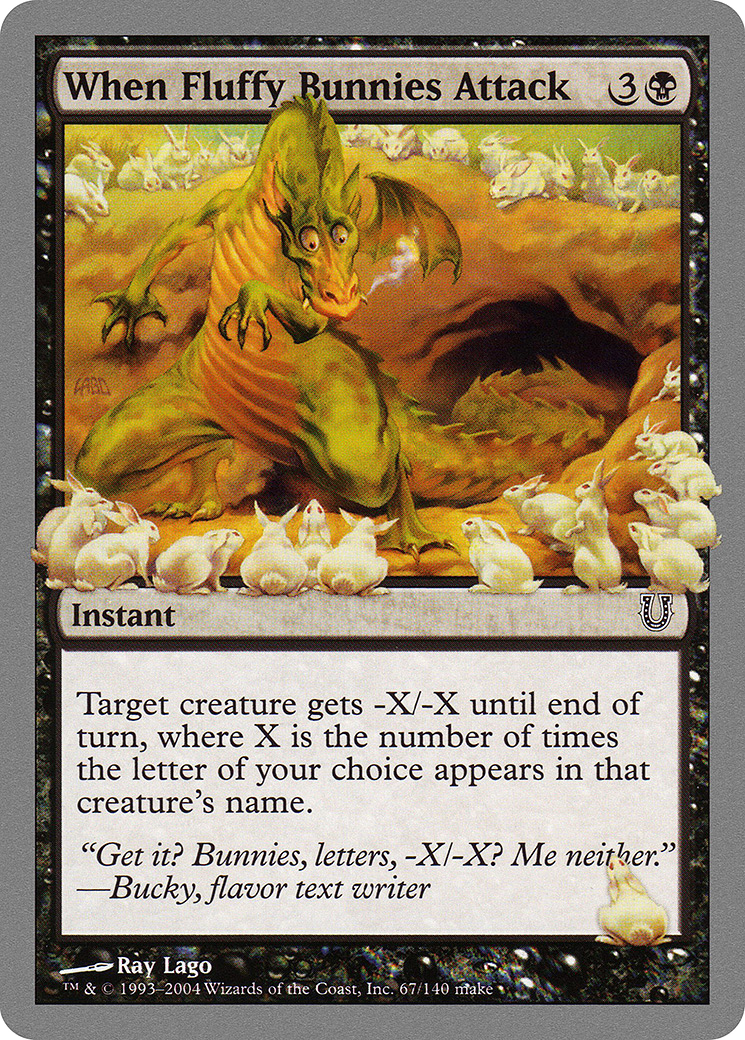 When Fluffy Bunnies Attack 3
LAGO
Instant
Target creature gets -X/-X until end of
turn, where X is the number of times
the letter of your choice appears in that
creature's name.
“Get it? Bunnies, letters, -X/-X? Me neither.”
—Bucky, flavor text writer
Ray Lago
™ & © 1993–2004 Wizards of the Coast, Inc. 67/140 make